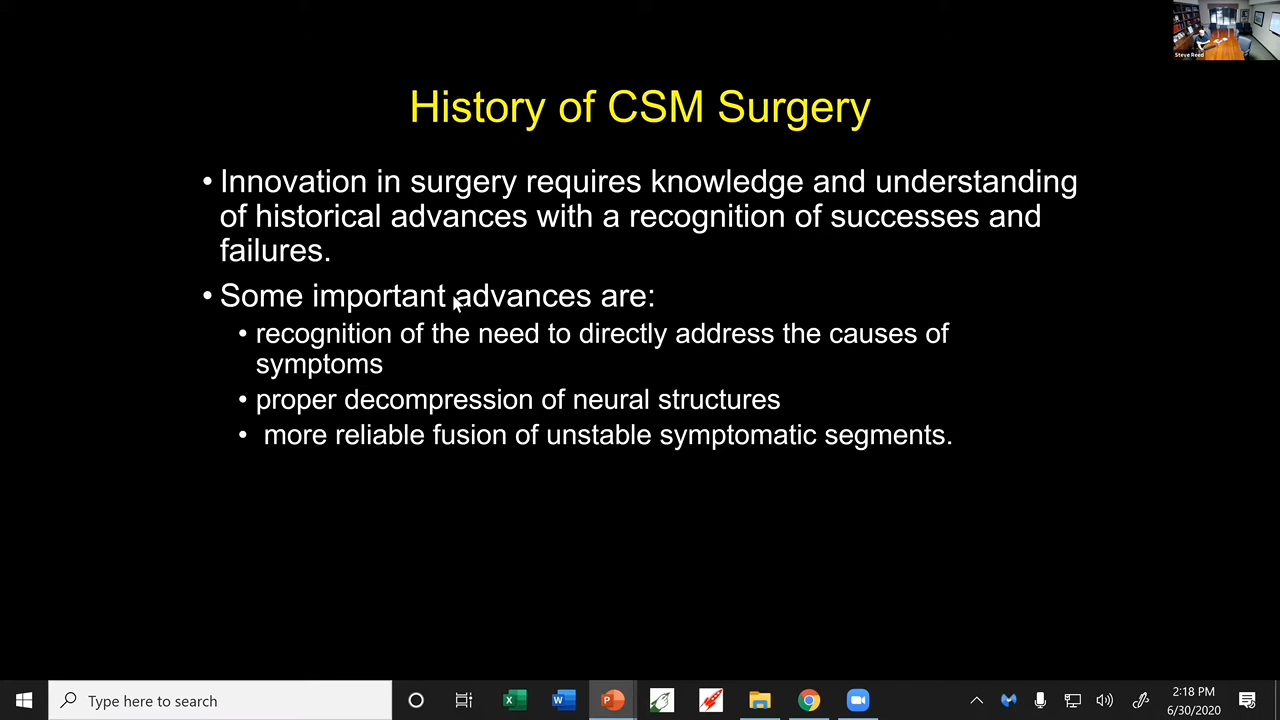 Steve Reed
History of CSM Surgery
• Innovation in surgery requires knowledge and understanding
of historical advances with a recognition of successes and
failures.
• Some important advances are:
• recognition of the need to directly address the causes of
symptoms
• proper decompression of neural structures
• more reliable fusion of unstable symptomatic segments.
Type here to search
2:18 PM
6/30/2020